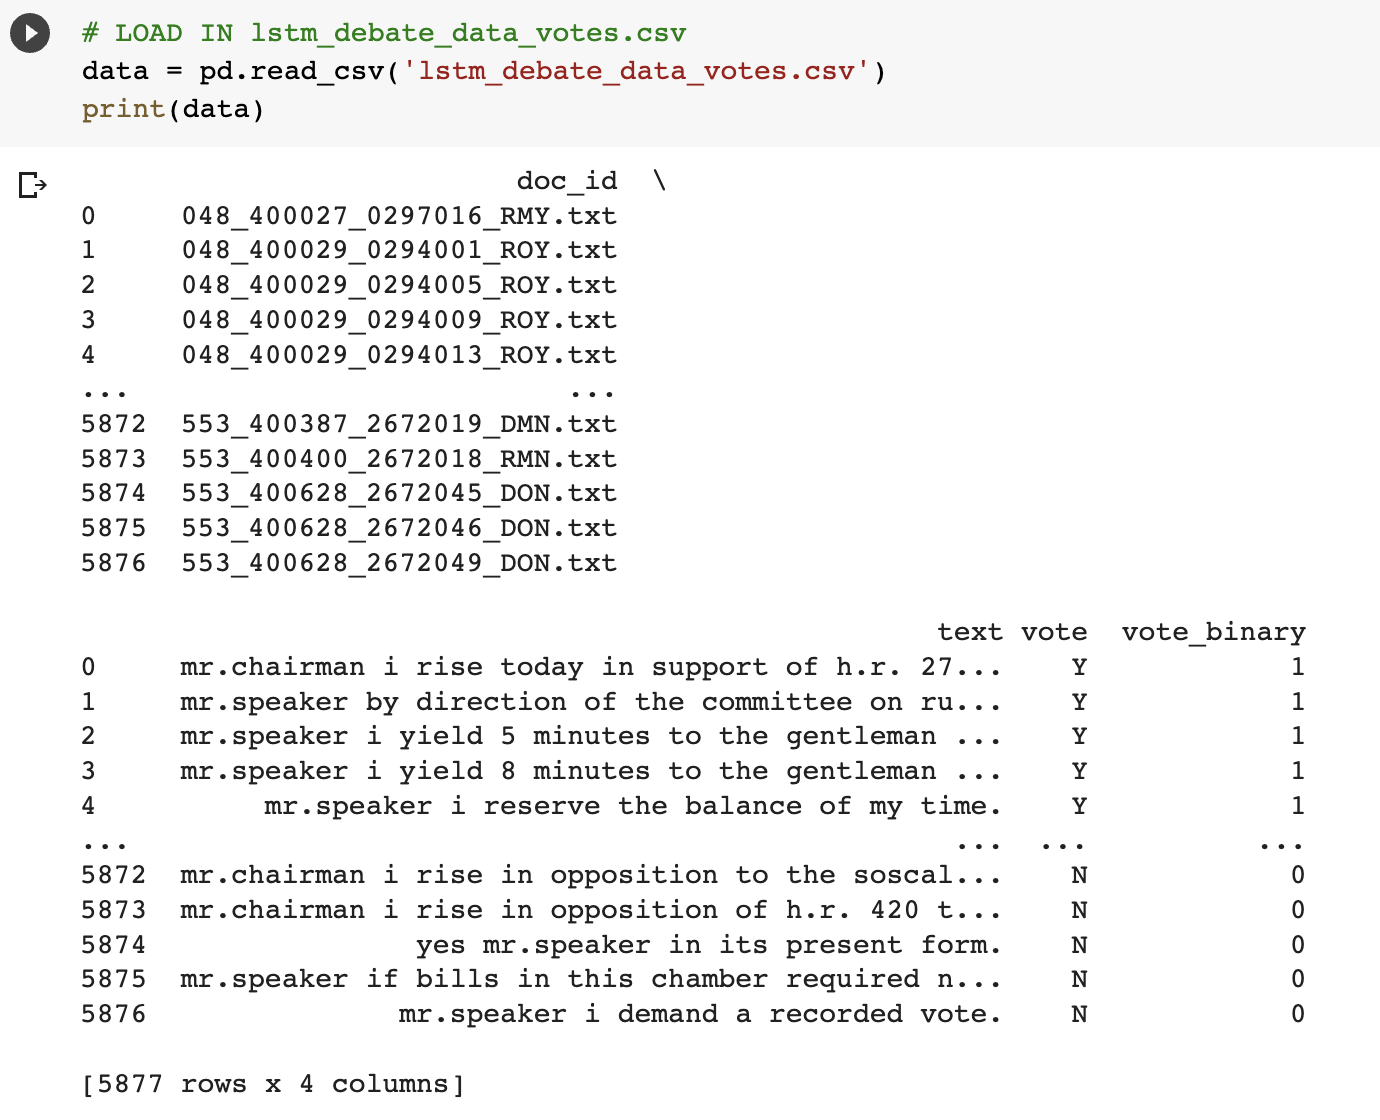 # LOAD IN lstm_debate_data_votes.csv
data = pd.read_csv('lstm_debate_data_votes.csv')
print(data)
doc_id \
0 048_400027_0297016_RMY.txt
1 048_400029_0294001_ROY.txt
2 048_400029_0294005_ROY.txt
3 048_400029_0294009_ROY.txt
4 048_400029_0294013_ROY.txt
... ...
5872 553_400387_2672019_DMN.txt
5873 553_400400_2672018_RMN.txt
5874 553_400628_2672045_DON.txt
5875 553_400628_2672046_DON.txt
5876 553_400628_2672049_DON.txt
text vote vote_binary
0 mr.chairman i rise today in support of h.r. 27... Y 1
1 mr.speaker by direction of the committee on ru... Y 1
2 mr.speaker i yield 5 minutes to the gentleman ... Y 1
3 mr.speaker i yield 8 minutes to the gentleman ... Y 1
4 mr.speaker i reserve the balance of my time. Y 1
... ... ... ...
5872 mr.chairman i rise in opposition to the soscal... N 0
5873 mr.chairman i rise in opposition of h.r. 420 t... N 0
5874 yes mr.speaker in its present form. N 0
5875 mr.speaker if bills in this chamber required n... N 0
5876 mr.speaker i demand a recorded vote. N 0
[5877 rows x 4 columns]